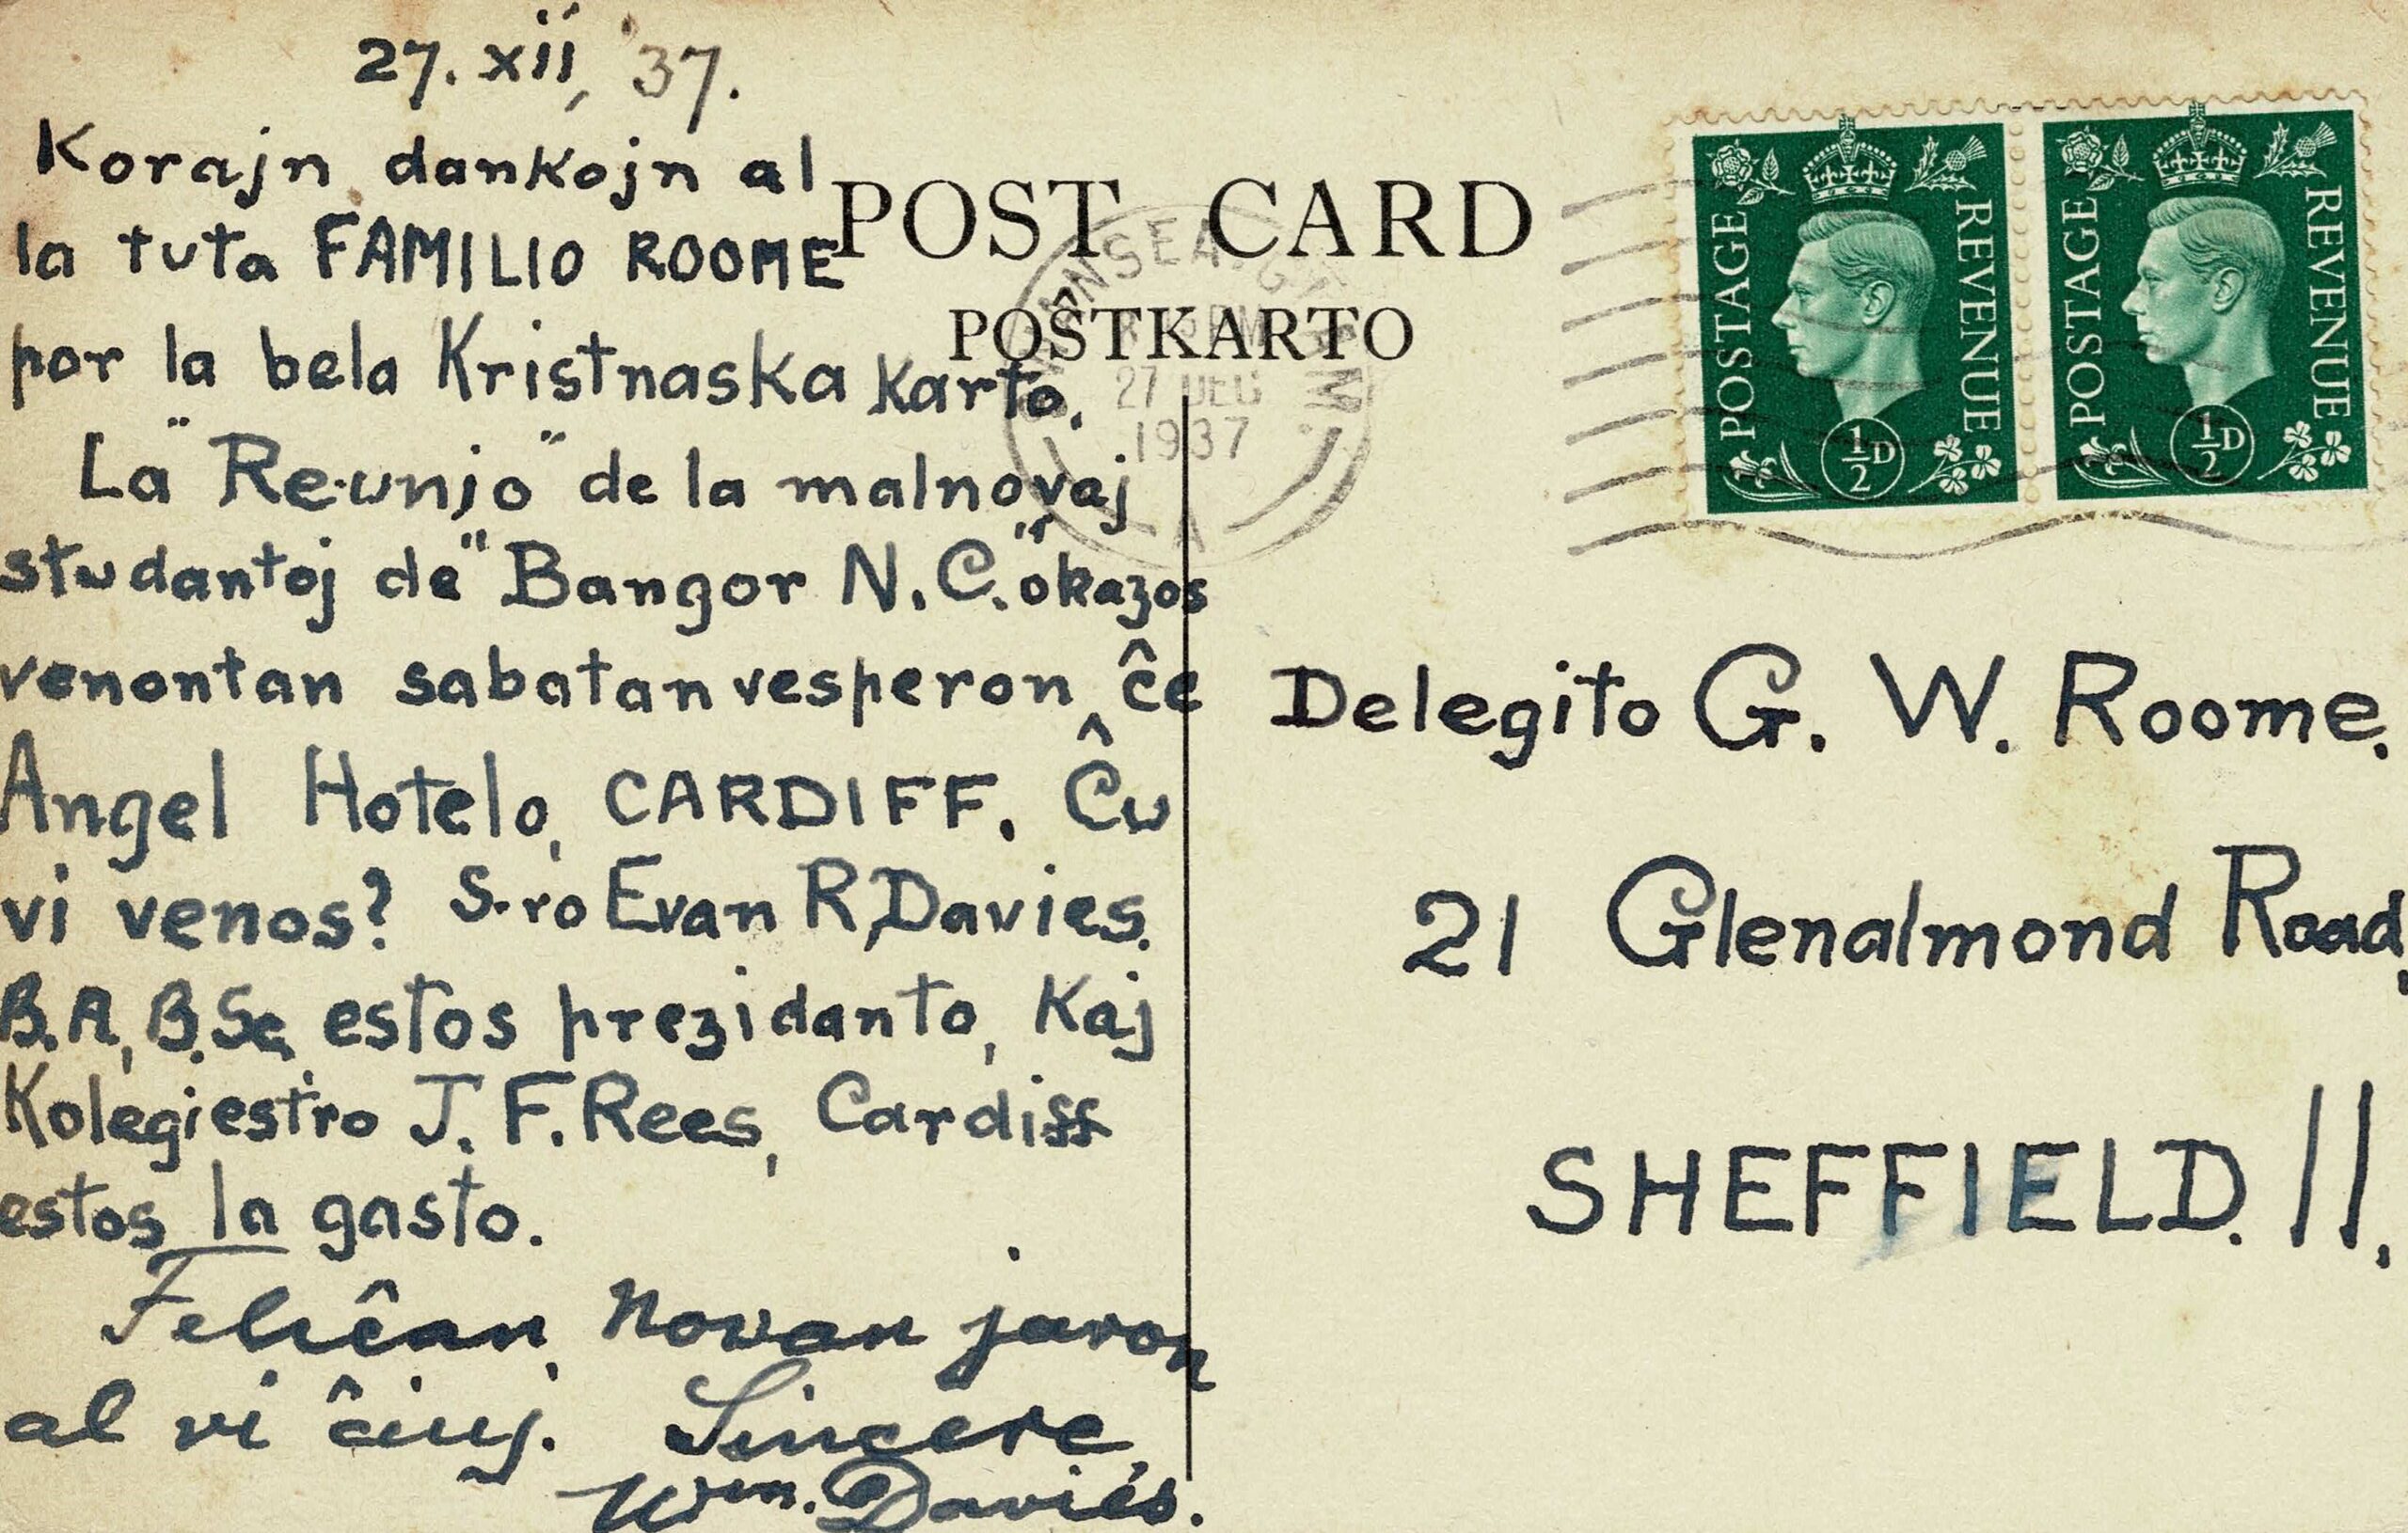 27. xii, '37.
Korajn dankojn al
la tuta FAMILIO ROOME
por la bela Kristnaska karto.
La "Re-unjo" de la malnovaj
studantoj de "Bangor N.C." okazos
venontan sabatan vesperon, ĉe
Angel Hotelo, CARDIFF. Ĉu
vi venos? S-ro Evan R, Davies.
B.A, B.Sc, estos prezidanto, kaj
Kolegiestro J. F. Rees, Cardiff
estos la gasto.
Feliĉan, Novan jaron
al vi ĉiuj. Sincere,
Wm. Davies.
POST CARD
POŜTKARTO
SWANSEA. GLAM.
27 DEC
1937
A
POSTAGE REVENUE
½D
POSTAGE REVENUE
½D
Delegito G. W. Roome.
21 Glenalmond Road,
SHEFFIELD. 11.